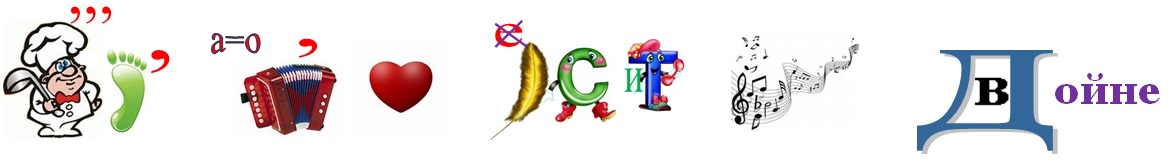 ,,, , а=о , е С и Т Д в ойне